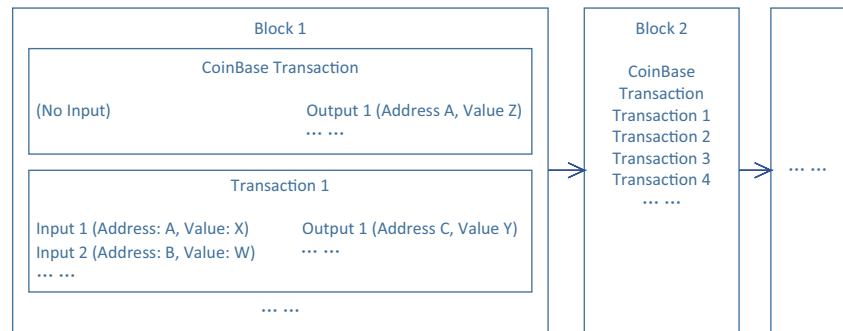 Block 1
CoinBase Transaction
(No Input)
Output 1 (Address A, Value Z)
... ...
Transaction 1
Input 1 (Address: A, Value: X)
Output 1 (Address C, Value Y)
Input 2 (Address: B, Value: W)
... ...
... ...
... ...
Block 2
CoinBase
Transaction
Transaction 1
Transaction 2
Transaction 3
Transaction 4
... ...
... ...